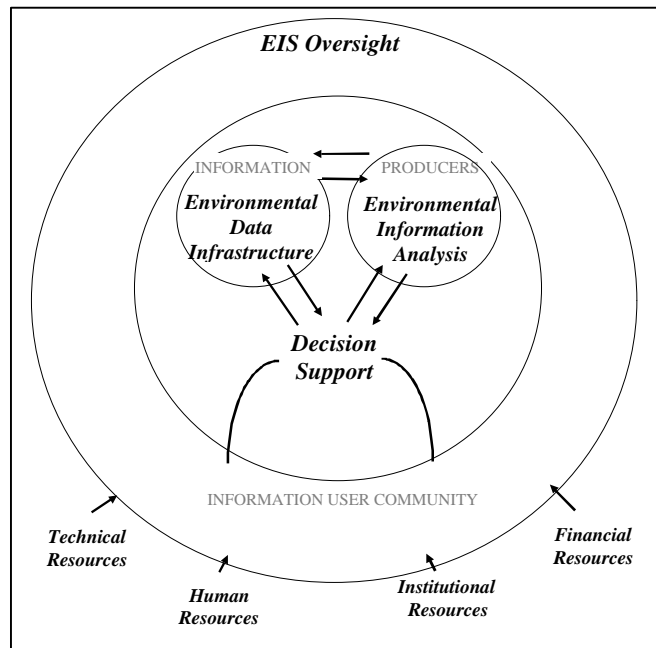 EIS Oversight
INFORMATION
PRODUCERS
Environmental
Data
Infrastructure
Environmental
Information
Analysis
Decision
Support
INFORMATION USER COMMUNITY
Technical
Resources
Human
Resources
Institutional
Resources
Financial
Resources